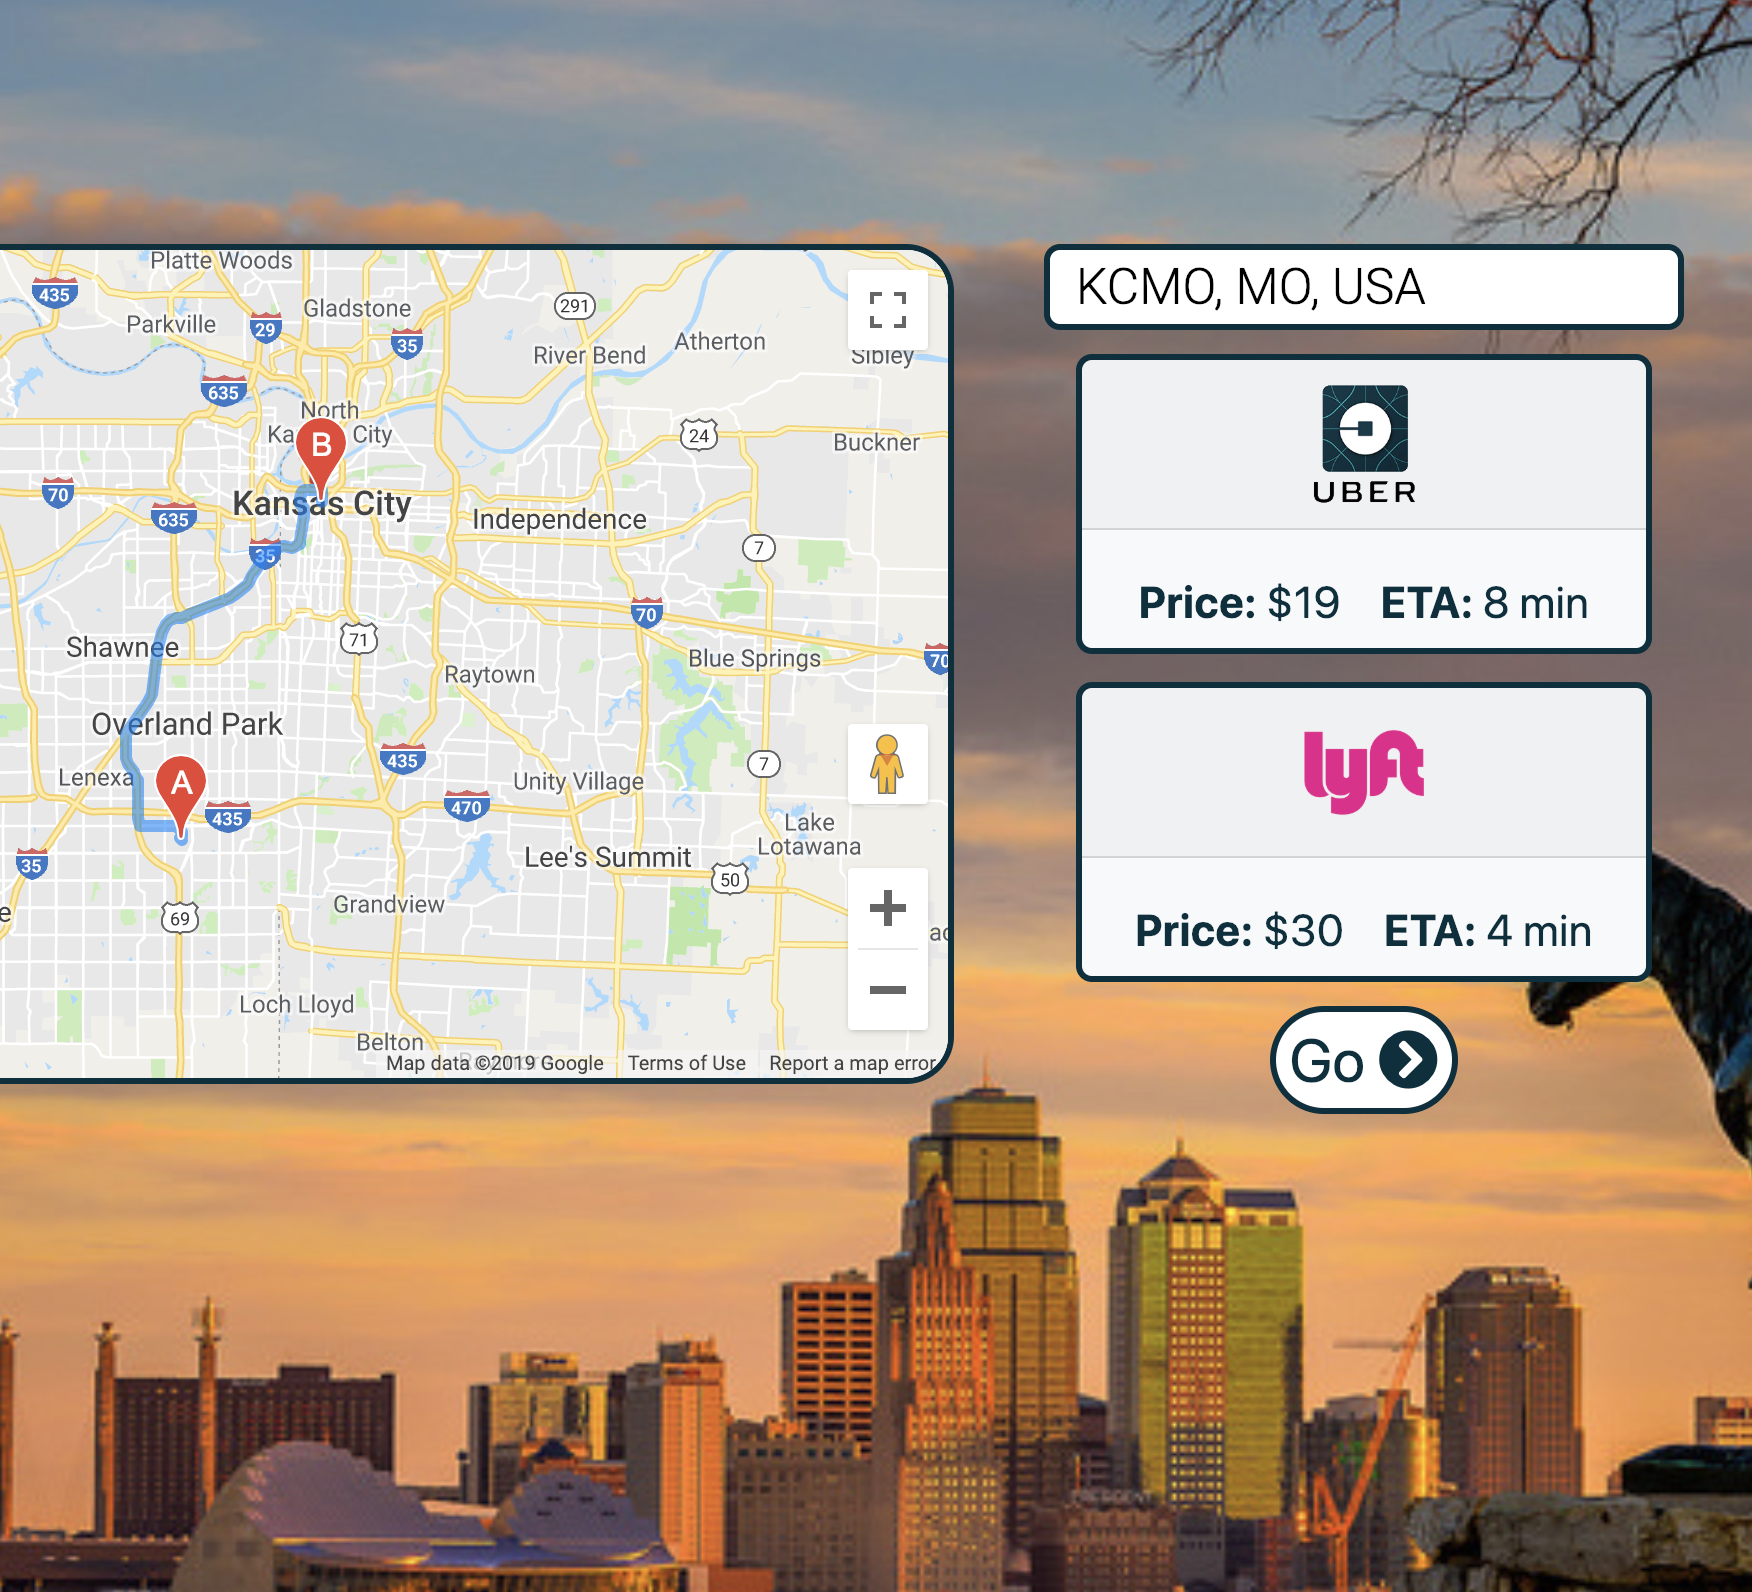 Platte Woods
435
Gladstone
291
Parkville
29
35
River Bend
Atherton
Sibley
635
North
Ka City
B
24
Buckner
70
Kansas City
635
Independence
35
7
70
Shawnee
71
Blue Springs
70
Raytown
Overland Park
435
7
Lenexa
A
Unity Village
470
435
Lake
Lotawana
35
Lee's Summit
50
69
Grandview
Loch Lloyd
Belton
Map data ©2019 Google Terms of Use Report a map error
KCMO, MO, USA
UBER
Price: $19 ETA: 8 min
lyft
Price: $30 ETA: 4 min
Go